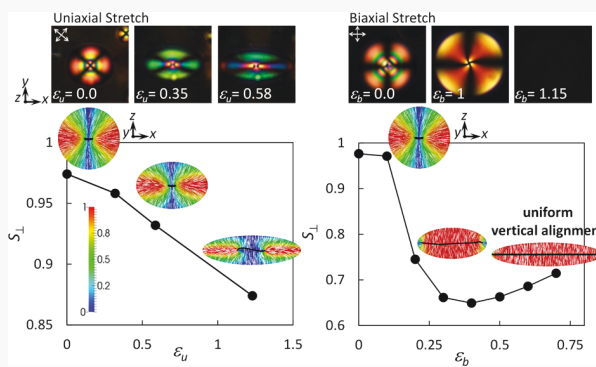 Uniaxial Stretch
Biaxial Stretch
εu= 0.0
εu= 0.35
εu= 0.58
εb= 0.0
εb= 1
1.15
y
z
x
z
y
x
z
y
x
1
0.95
0.9
0.85
S⊥
1
0.8
0.6
0.4
0.2
0
0
0.5
1
1.5
εu
1
0.9
0.8
0.7
0.6
S⊥
uniform
vertical alignment
0
0.25
0.5
0.75
εb